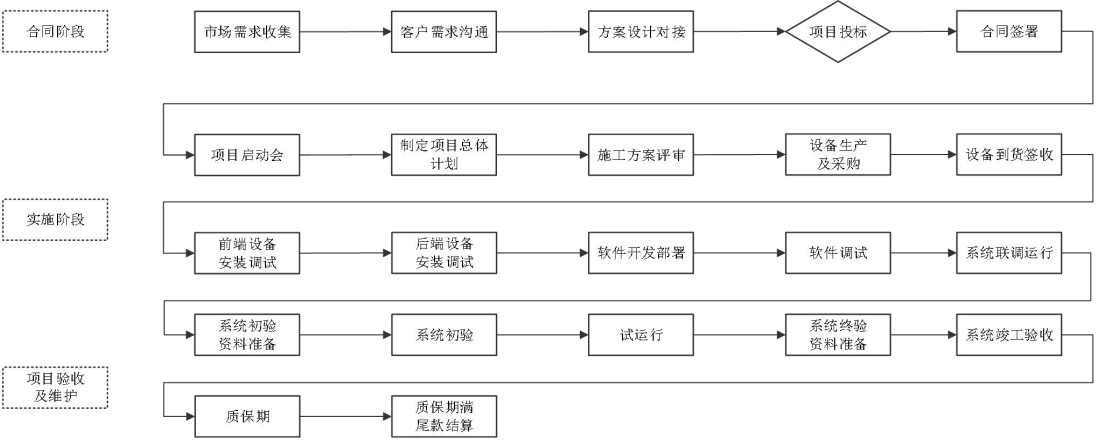 合同阶段
市场需求收集
客户需求沟通
方案设计对接
项目投标
合同签署
项目启动会
制定项目总体
计划
施工方案评审
设备生产
及采购
设备到货签收
实施阶段
前端设备
安装调试
后端设备
安装调试
软件开发部署
软件调试
系统联调运行
系统初验
资料准备
系统初验
试运行
系统终验
资料准备
系统竣工验收
项目验收
及维护
质保期
质保期满
尾款结算